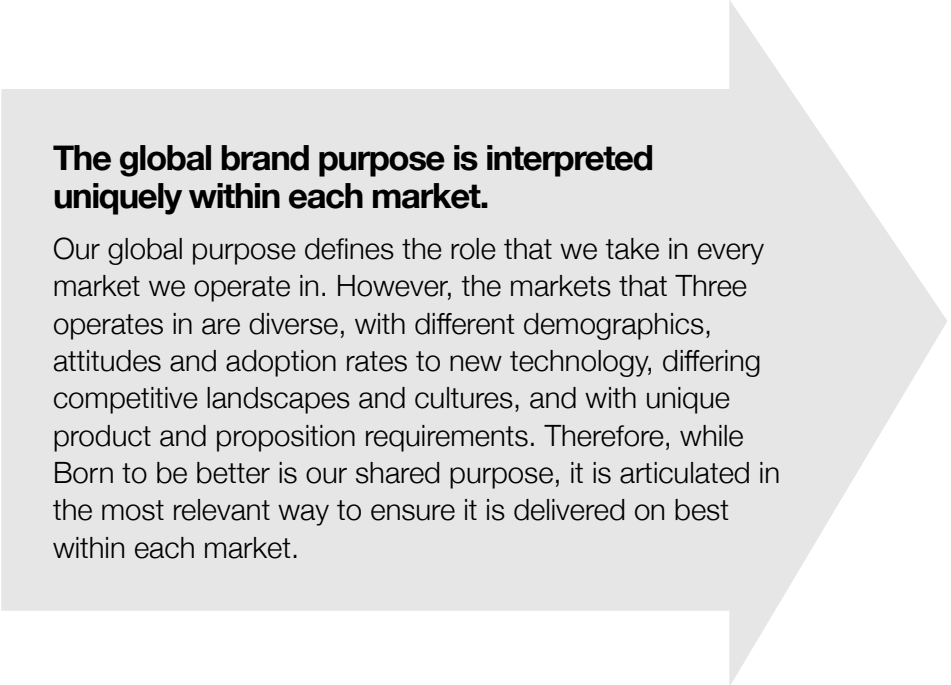 The global brand purpose is interpreted
uniquely within each market.
Our global purpose defines the role that we take in every
market we operate in. However, the markets that Three
operates in are diverse, with different demographics,
attitudes and adoption rates to new technology, differing
competitive landscapes and cultures, and with unique
product and proposition requirements. Therefore, while
Born to be better is our shared purpose, it is articulated in
the most relevant way to ensure it is delivered on best
within each market.